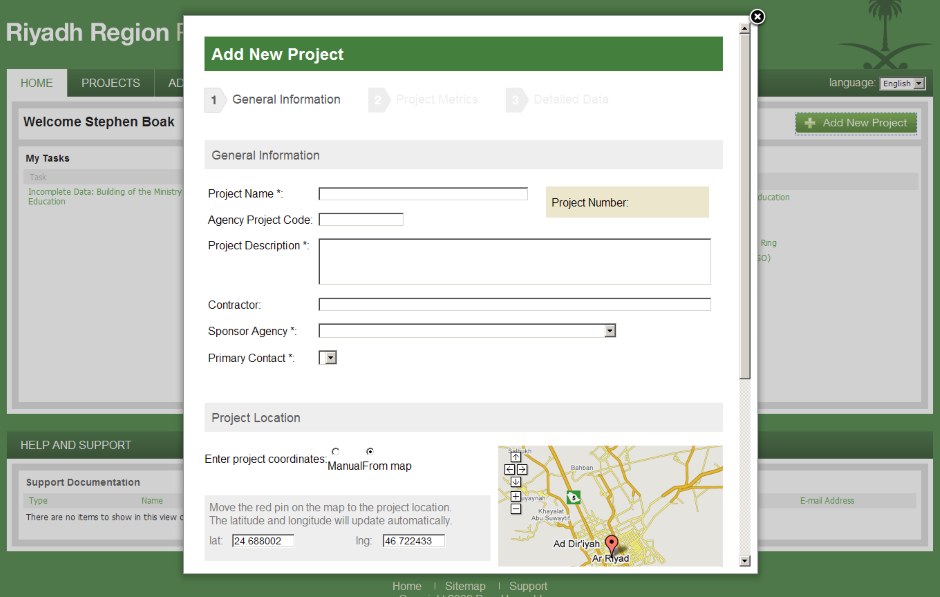 Riyadh Region
HOME PROJECTS
language: English
Welcome Stephen Boak
Add New Project
My Tasks
Task
Incomplete Data: Building of the Ministry
Education
Ring
Add New Project
1 General Information
2 Project Metrics
3 Detailed Data
General Information
Project Name *:
Project Number:
Agency Project Code:
Project Description *:
Contractor:
Sponsor Agency *:
Primary Contact *:
Project Location
Enter project coordinates:
Manual From map
Move the red pin on the map to the project location.
The latitude and longitude will update automatically.
lat: 24.688002 lng: 46.722433
Banban
Khayalat
Abu Suwayt
Ad Dir'iyah
Ar Riyad
HELP AND SUPPORT
Support Documentation
Type Name E-mail Address
There are no items to show in this view
Home | Sitemap | Support